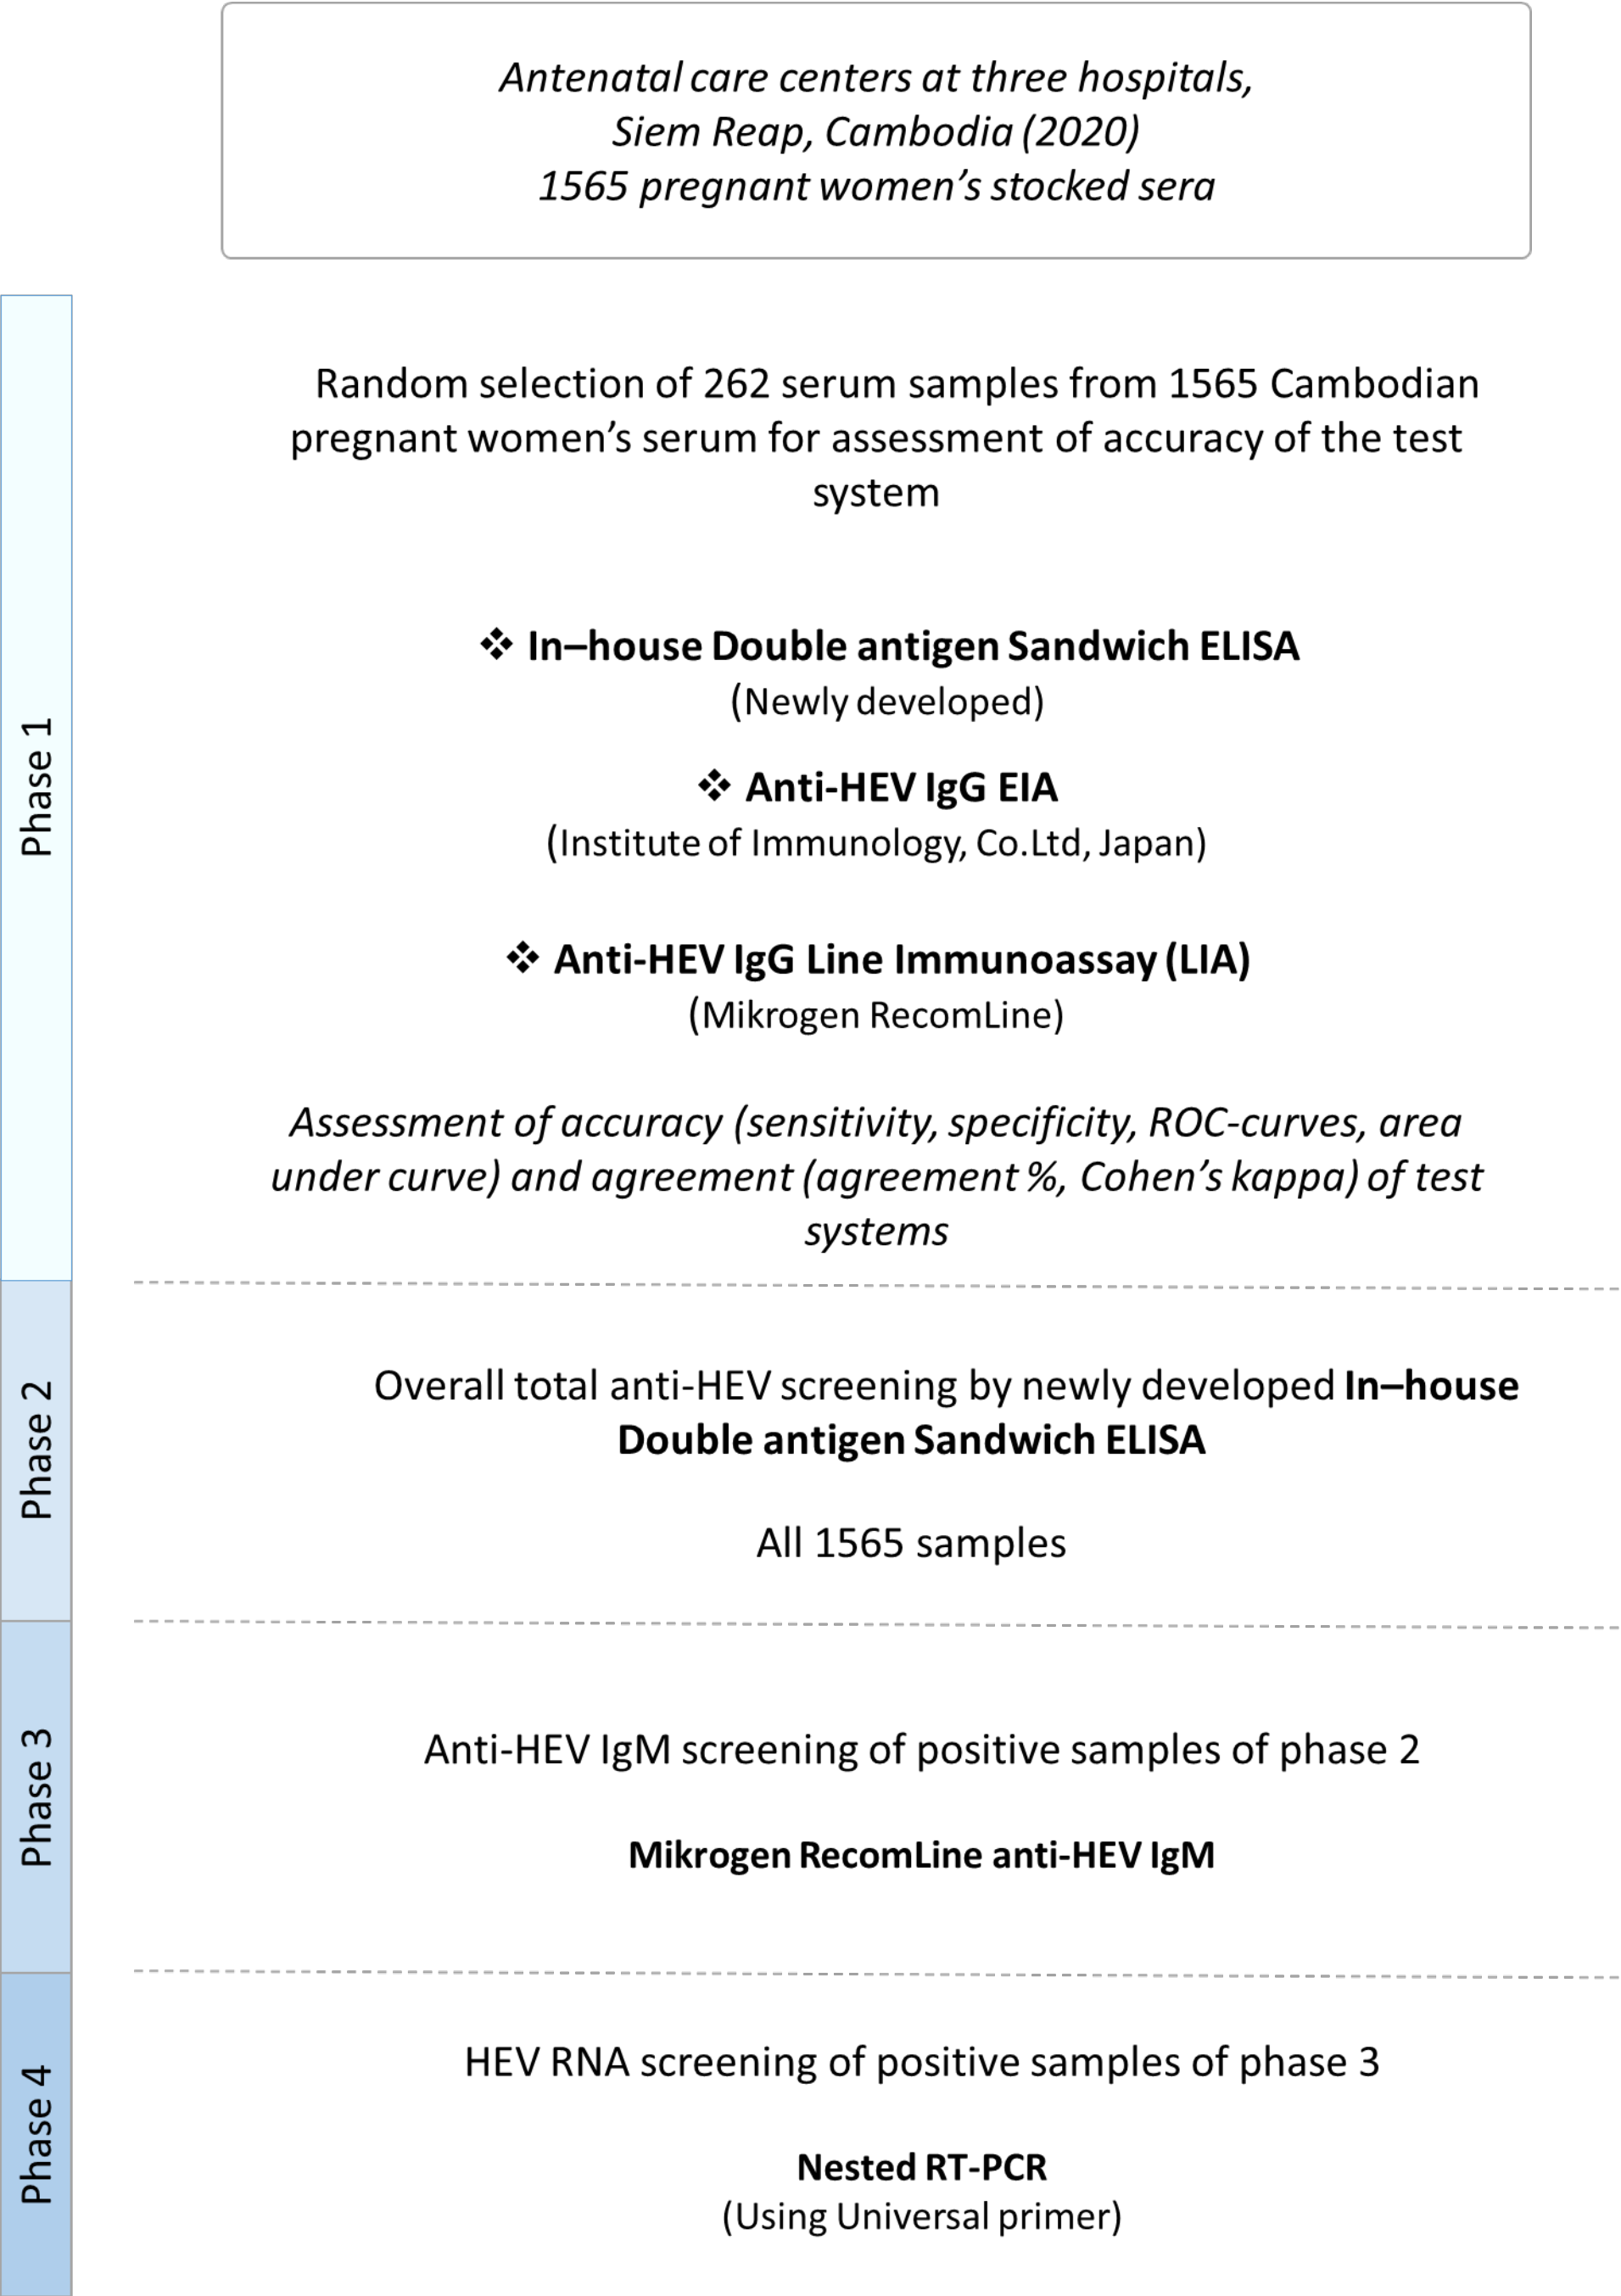 Antenatal care centers at three hospitals,
Siem Reap, Cambodia (2020)
1565 pregnant women’s stocked sera
Phase 1
Random selection of 262 serum samples from 1565 Cambodian
pregnant women’s serum for assessment of accuracy of the test
system
❖ In–house Double antigen Sandwich ELISA
(Newly developed)
❖ Anti-HEV IgG EIA
(Institute of Immunology, Co.Ltd, Japan)
❖ Anti-HEV IgG Line Immunoassay (LIA)
(Mikrogen RecomLine)
Assessment of accuracy (sensitivity, specificity, ROC-curves, area
under curve) and agreement (agreement %, Cohen’s kappa) of test
systems
Phase 2
Overall total anti-HEV screening by newly developed In–house
Double antigen Sandwich ELISA
All 1565 samples
Phase 3
Anti-HEV IgM screening of positive samples of phase 2
Mikrogen RecomLine anti-HEV IgM
Phase 4
HEV RNA screening of positive samples of phase 3
Nested RT-PCR
(Using Universal primer)